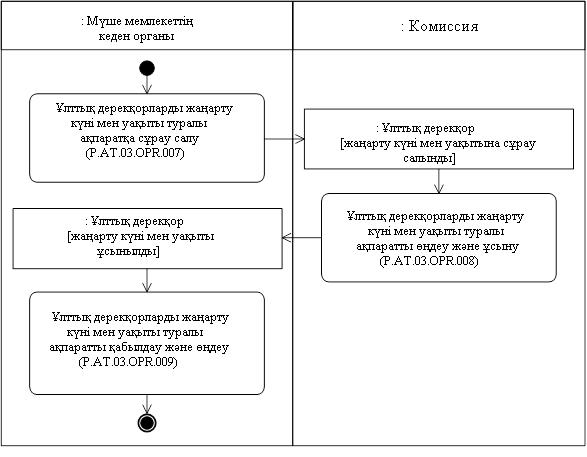 : Мүше мемлекеттің
кеден органы
: Комиссия
Ұлттық дерекқорларды жаңарту
күні мен уақыты туралы
ақпаратқа сұрау салу
(P.AT.03.OPR.007)
: Ұлттық дерекқор
[жаңарту күні мен уақытына сұрау
салынды]
Ұлттық дерекқорларды жаңарту
күні мен уақыты туралы
ақпаратты өңдеу және ұсыну
(P.AT.03.OPR.008)
: Ұлттық дерекқор
[жаңарту күні мен уақыты
ұсынылды]
Ұлттық дерекқорларды жаңарту
күні мен уақыты туралы
ақпаратты қабылдау және өңдеу
(P.AT.03.OPR.009)